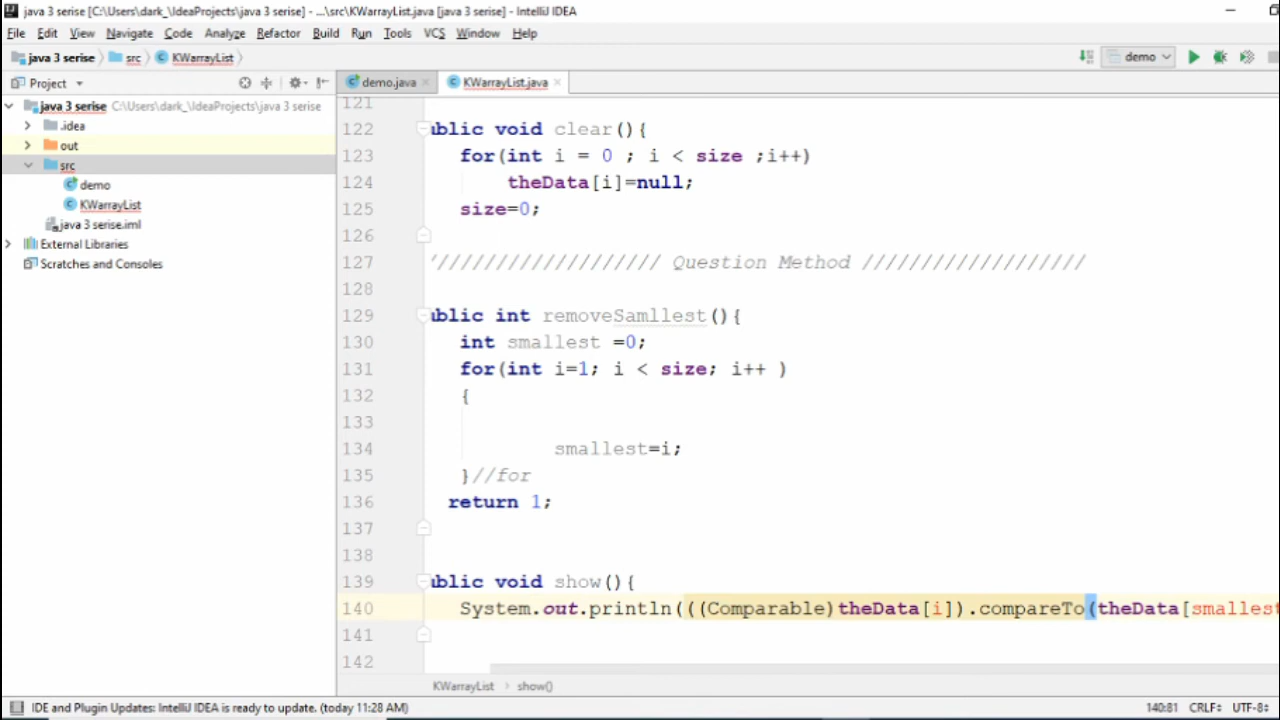 java 3 serise [C:\Users\dark_\IdeaProjects\java 3 serise] - ...\src\KWarrayList.java [java 3 serise] - IntelliJ IDEA
File Edit View Navigate Code Analyze Refactor Build Run Tools VCS Window Help
java 3 serise src KWarrayList demo
Project demo.java KWarrayList.java
java 3 serise C:\Users\dark_\IdeaProjects\java 3 serise
.idea
out
src
demo
KWarrayList
java 3 serise.iml
External Libraries
Scratches and Consoles
121
122 ublic void clear(){
123 for(int i = 0 ; i < size ;i++)
124 theData[i]=null;
125 size=0;
126
127 /////////////////// Question Method ///////////////////
128
129 ublic int removeSamllest(){
130 int smallest =0;
131 for(int i=1; i < size; i++ )
132 {
133
134 smallest=i;
135 }//for
136 return 1;
137
138
139 ublic void show(){
140 System.out.println(((Comparable)theData[i]).compareTo(theData[smallest
141
142
KWarrayList show()
IDE and Plugin Updates: IntelliJ IDEA is ready to update. (today 11:28 AM) 140:81 CRLF UTF-8